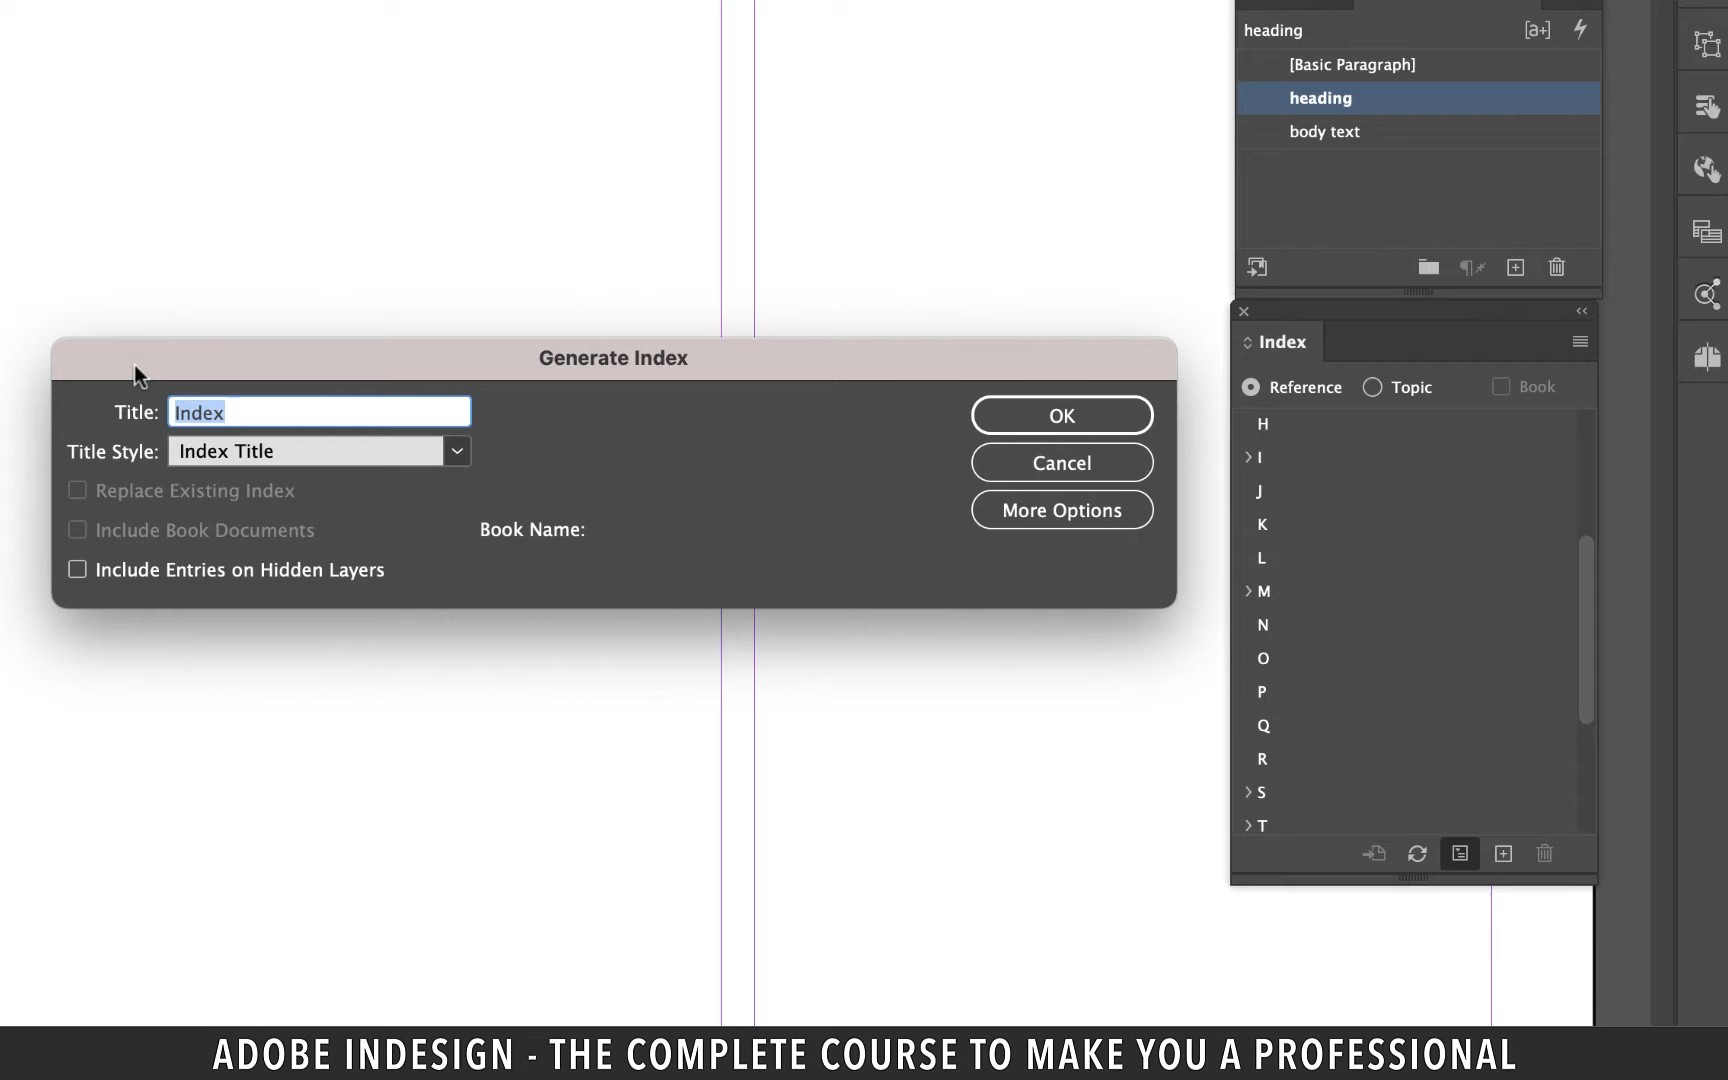 heading
[a+]
[Basic Paragraph]
heading
body text
Generate Index
Title: Index
Title Style: Index Title
Replace Existing Index
Include Book Documents
Book Name:
Include Entries on Hidden Layers
OK
Cancel
More Options
Index
Reference
Topic
Book
H
I
J
K
L
M
N
O
P
Q
R
S
T
ADOBE INDESIGN - THE COMPLETE COURSE TO MAKE YOU A PROFESSIONAL